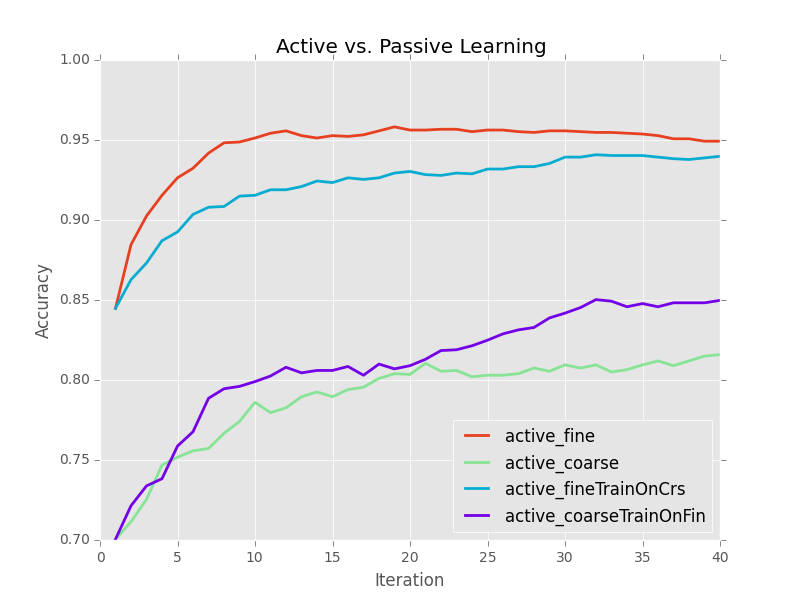 Active vs. Passive Learning
1.00
0.95
0.90
0.85
0.80
0.75
0.70
Accuracy
active_fine
active_coarse
active_fineTrainOnCrs
active_coarseTrainOnFin
0 5 10 15 20 25 30 35 40
Iteration